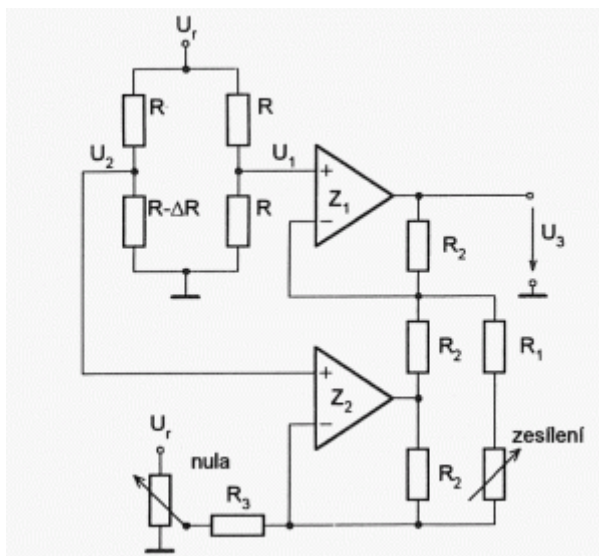 Uᵣ
R
R
U₂
U₁
R-ΔR
R
+
Z₁
−
R₂
U₃
R₂
R₁
+
Z₂
−
Uᵣ
nula
zesílení
R₂
R₃